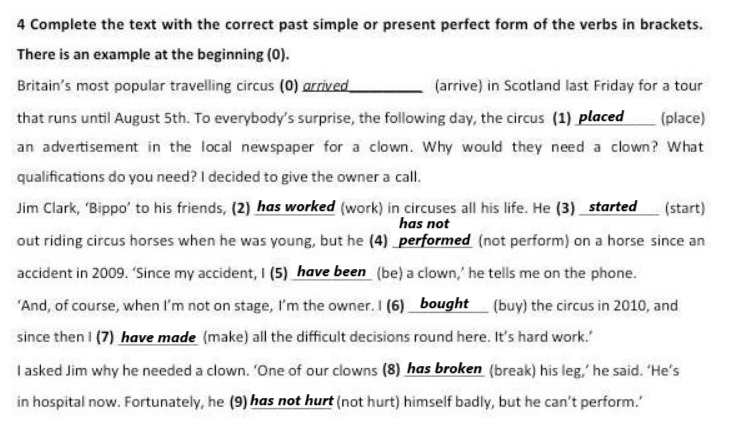 4 Complete the text with the correct past simple or present perfect form of the verbs in brackets.
There is an example at the beginning (0).
Britain's most popular travelling circus (0) arrived____________ (arrive) in Scotland last Friday for a tour
that runs until August 5th. To everybody's surprise, the following day, the circus (1) placed____ (place)
an advertisement in the local newspaper for a clown. Why would they need a clown? What
qualifications do you need? I decided to give the owner a call.
Jim Clark, 'Bippo' to his friends, (2) has worked (work) in circuses all his life. He (3) _started___ (start)
has not
out riding circus horses when he was young, but he (4) _performed_ (not perform) on a horse since an
accident in 2009. 'Since my accident, I (5) _have been_ (be) a clown,' he tells me on the phone.
'And, of course, when I'm not on stage, I'm the owner. I (6) _bought___ (buy) the circus in 2010, and
since then I (7) have made (make) all the difficult decisions round here. It's hard work.'
I asked Jim why he needed a clown. 'One of our clowns (8) has broken (break) his leg,' he said. 'He's
in hospital now. Fortunately, he (9) has not hurt (not hurt) himself badly, but he can't perform.'